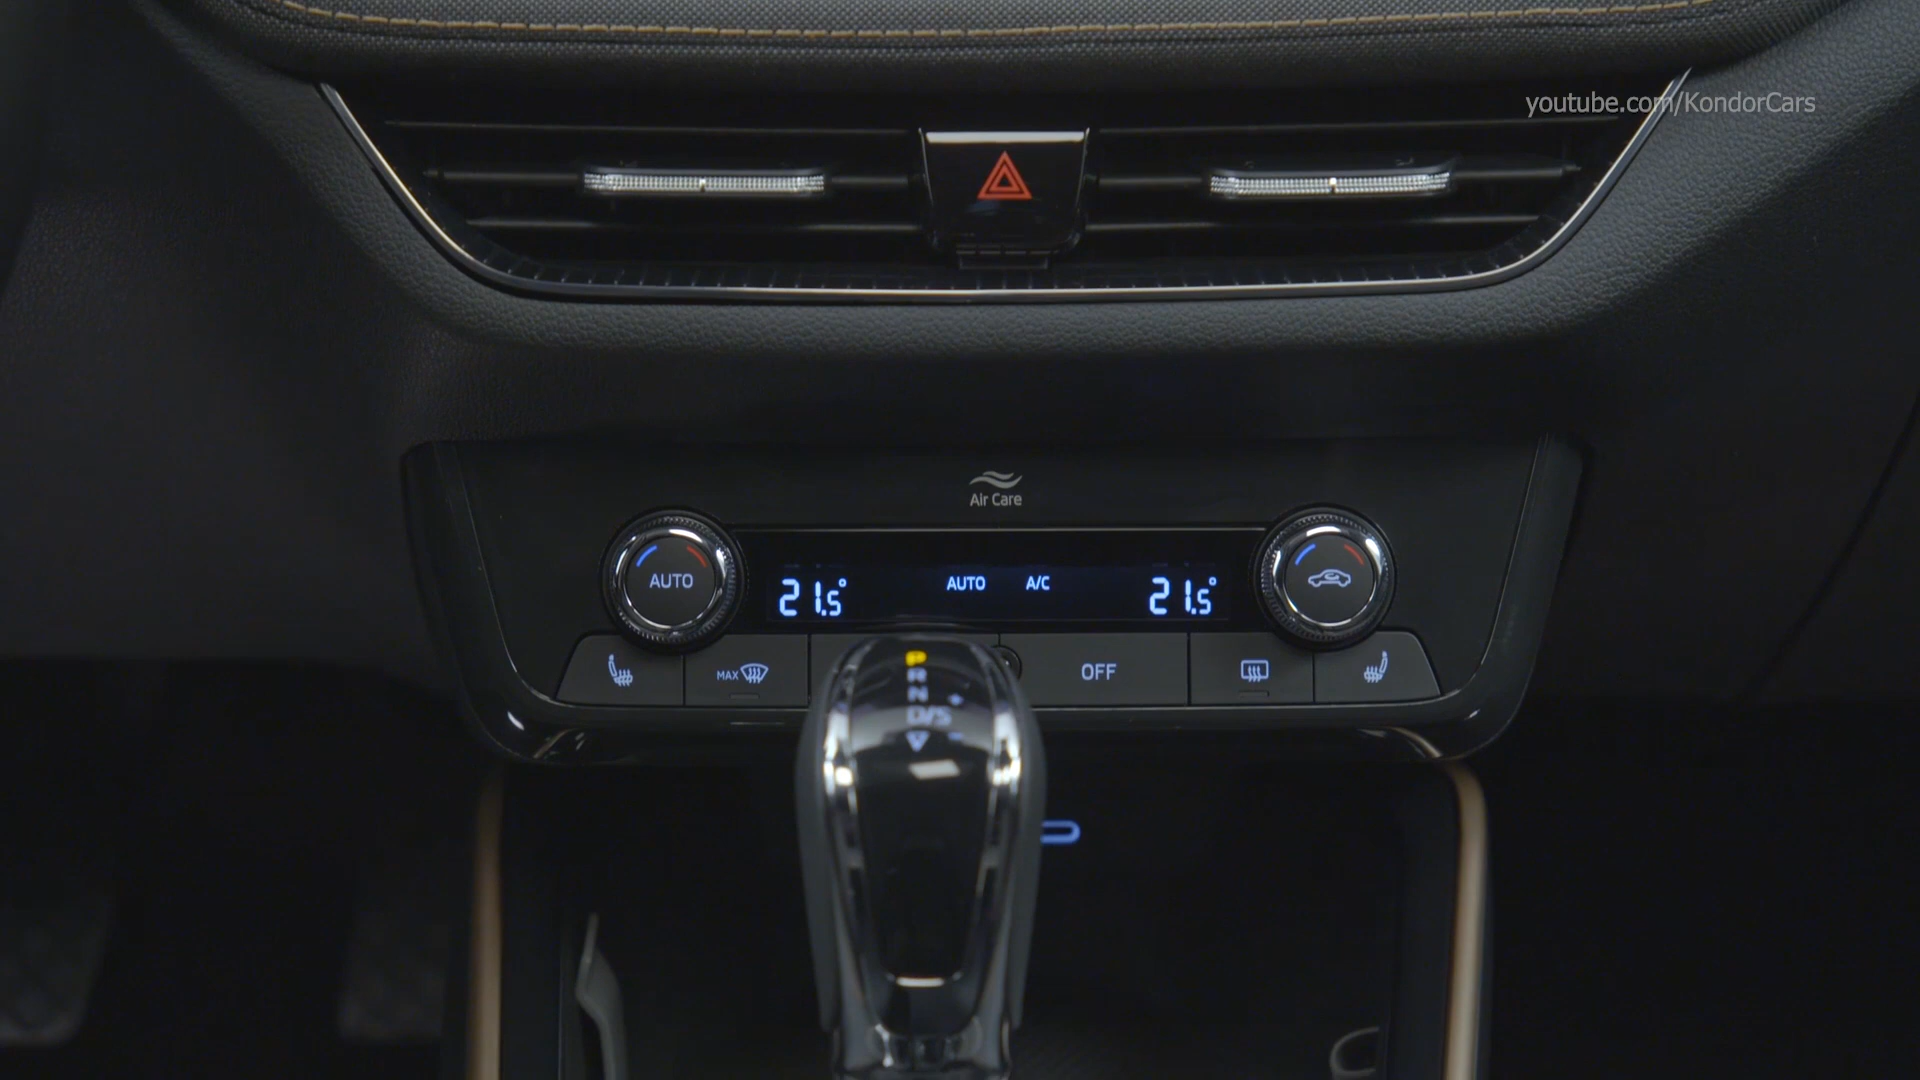 youtube.com/KondorCars
Air Care
AUTO
21.5°
AUTO
A/C
21.5°
MAX
OFF
P
R
N
D/S
+
-